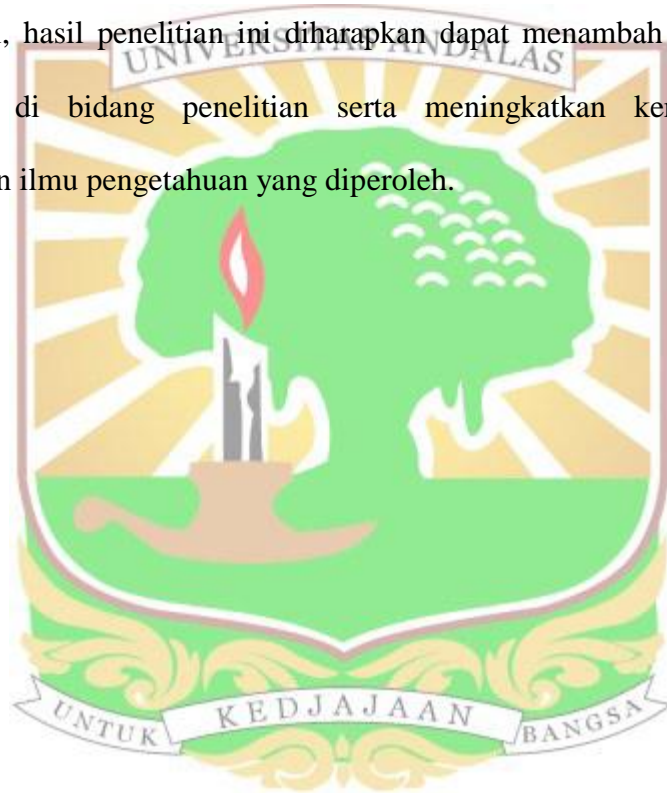 , hasil penelitian ini diharapkan dapat menambah
UNIVERSITAS ANDALAS
di bidang penelitian serta meningkatkan
ilmu pengetahuan yang diperoleh.
UNTUK KEDJAJAAN BANGSA